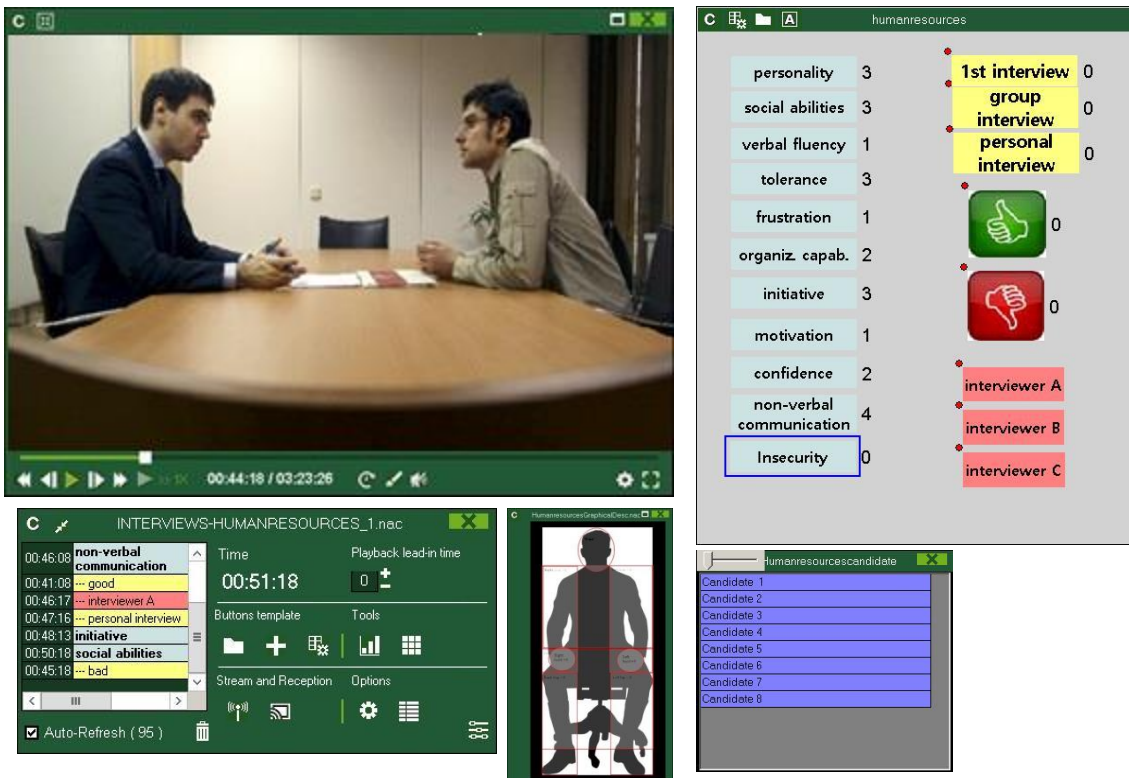 C
00:44:18 / 03:23:26
C A humanresources
personality 3
social abilities 3
verbal fluency 1
tolerance 3
frustration 1
organiz. capab. 2
initiative 3
motivation 1
confidence 2
non-verbal
communication 4
Insecurity 0
1st interview 0
group
interview 0
personal
interview 0
0
0
interviewer A
interviewer B
interviewer C
C INTERVIEWS-HUMANRESOURCES_1.nac
00:46:08 non-verbal
communication
00:41:08 --- good
00:46:17 --- interviewer A
00:47:16 --- personal interview
00:48:13 initiative
00:50:18 social abilities
00:45:18 --- bad
Auto-Refresh ( 95 )
Time
00:51:18
Playback lead-in time
0
Buttons template
Tools
Stream and Reception
Options
C HumanresourcesGraphicalDesc.nac
Humanresourcescandidate
Candidate 1
Candidate 2
Candidate 3
Candidate 4
Candidate 5
Candidate 6
Candidate 7
Candidate 8